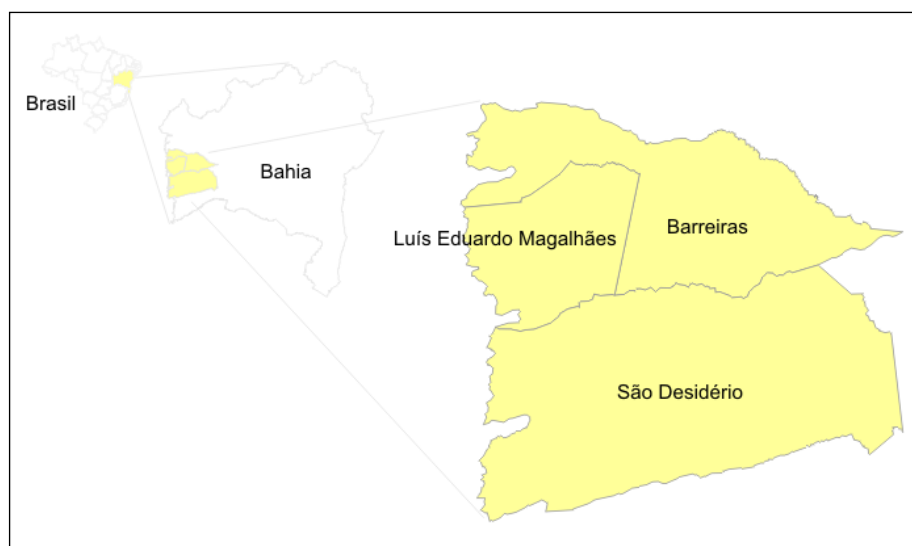 Brasil
Bahia
Luís Eduardo Magalhães
Barreiras
São Desidério